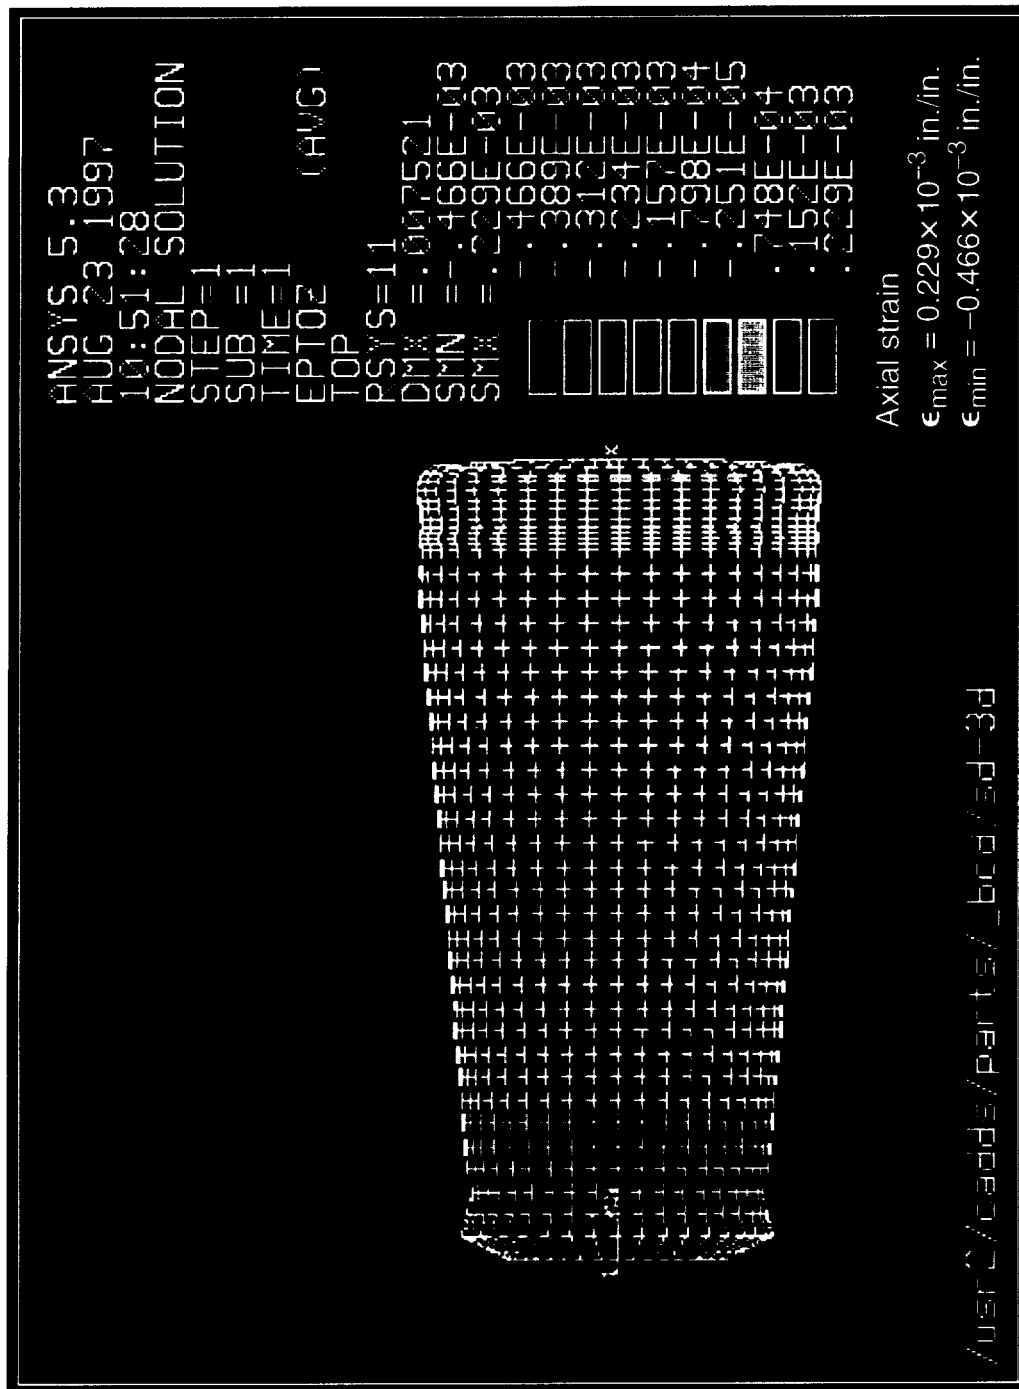 ANSYS 5.3
AUG 23 1997
10:51:28
NODAL SOLUTION
STEP=1
SUB =1
TIME=1
EPTOZ (AVG)
TOP
RSYS=11
DMX =.007521
SMN =-.466E-03
SMX =.229E-03
-.466E-03
-.389E-03
-.312E-03
-.234E-03
-.157E-03
-.798E-04
-.251E-05
.748E-04
.152E-03
.229E-03
Axial strain
ϵmax = 0.229×10⁻³ in./in.
ϵmin = −0.466×10⁻³ in./in.
X
/usr2/cadds/parts/_bcd/sd-3d